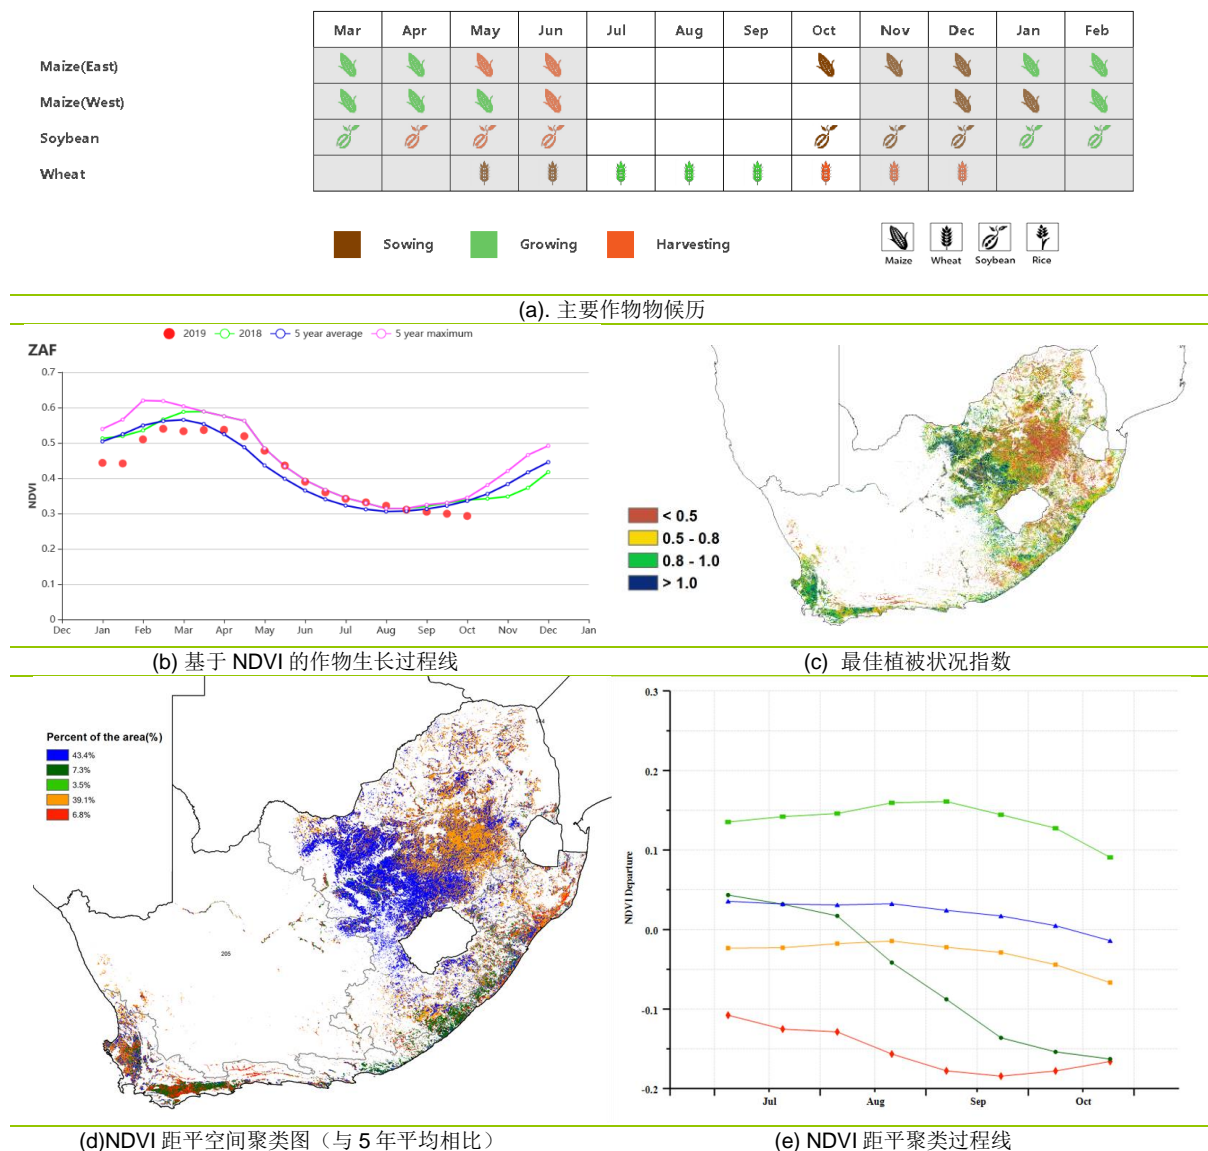 Mar Apr May Jun Jul Aug Sep Oct Nov Dec Jan Feb
Maize(East)
Maize(West)
Soybean
Wheat
Sowing Growing Harvesting
Maize Wheat Soybean Rice
(a). 主要作物物候历
2019 2018 5 year average 5 year maximum
ZAF
0.7
0.6
0.5
0.4
0.3
0.2
0.1
0
NDVI
Dec Jan Feb Mar Apr May Jun Jul Aug Sep Oct Nov Dec Jan
(b) 基于 NDVI 的作物生长过程线
< 0.5
0.5 - 0.8
0.8 - 1.0
> 1.0
(c) 最佳植被状况指数
Percent of the area(%)
43.4%
7.3%
3.5%
39.1%
6.8%
144
205
(d)NDVI 距平空间聚类图（与 5 年平均相比）
0.3
0.2
0.1
0.0
-0.1
-0.2
NDVI Departure
Jul Aug Sep Oct
(e) NDVI 距平聚类过程线